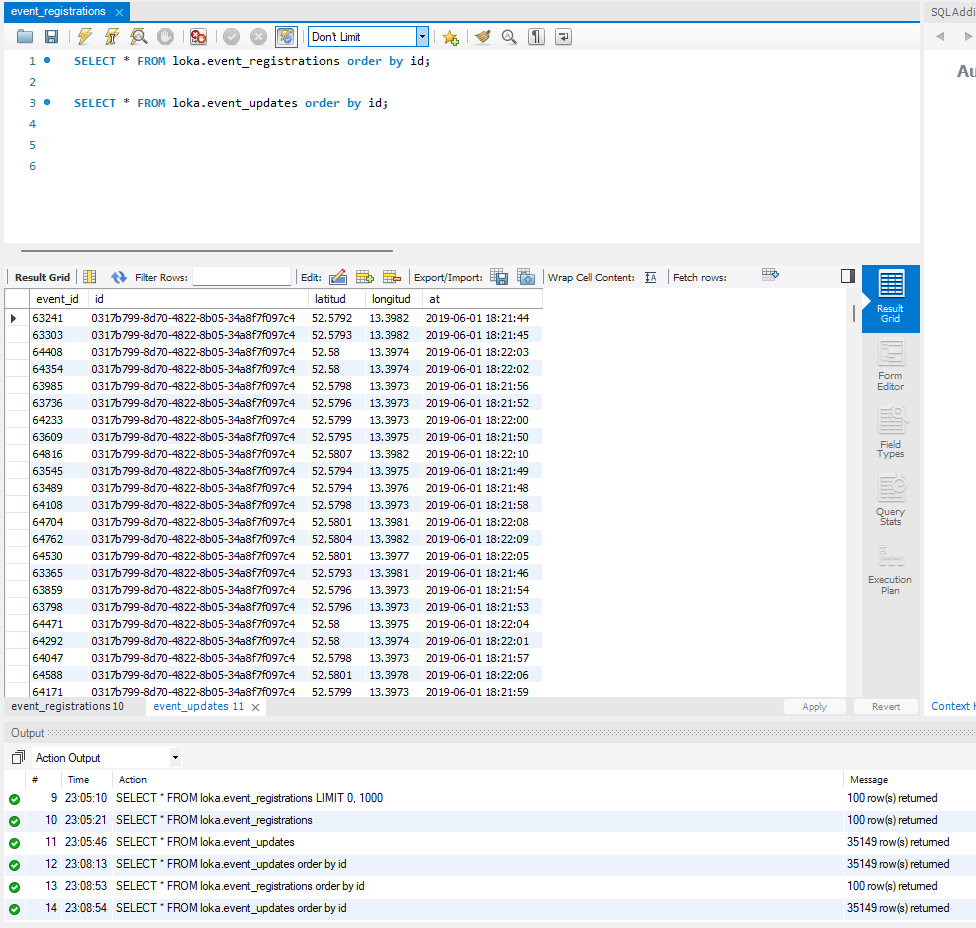 event_registrations ×
SQLAddi
Don't Limit
Au
1 SELECT * FROM loka.event_registrations order by id;
2
3 SELECT * FROM loka.event_updates order by id;
4
5
6
Result Grid Filter Rows: Edit: Export/Import: Wrap Cell Content: Fetch rows:
event_id id latitud longitud at
63241 0317b799-8d70-4822-8b05-34a8f7f097c4 52.5792 13.3982 2019-06-01 18:21:44
63303 0317b799-8d70-4822-8b05-34a8f7f097c4 52.5793 13.3982 2019-06-01 18:21:45
64408 0317b799-8d70-4822-8b05-34a8f7f097c4 52.58 13.3974 2019-06-01 18:22:03
64354 0317b799-8d70-4822-8b05-34a8f7f097c4 52.58 13.3974 2019-06-01 18:22:02
63985 0317b799-8d70-4822-8b05-34a8f7f097c4 52.5798 13.3973 2019-06-01 18:21:56
63736 0317b799-8d70-4822-8b05-34a8f7f097c4 52.5796 13.3973 2019-06-01 18:21:52
64233 0317b799-8d70-4822-8b05-34a8f7f097c4 52.5799 13.3973 2019-06-01 18:22:00
63609 0317b799-8d70-4822-8b05-34a8f7f097c4 52.5795 13.3975 2019-06-01 18:21:50
64816 0317b799-8d70-4822-8b05-34a8f7f097c4 52.5807 13.3982 2019-06-01 18:22:10
63545 0317b799-8d70-4822-8b05-34a8f7f097c4 52.5794 13.3975 2019-06-01 18:21:49
63489 0317b799-8d70-4822-8b05-34a8f7f097c4 52.5794 13.3976 2019-06-01 18:21:48
64108 0317b799-8d70-4822-8b05-34a8f7f097c4 52.5798 13.3973 2019-06-01 18:21:58
64704 0317b799-8d70-4822-8b05-34a8f7f097c4 52.5801 13.3981 2019-06-01 18:22:08
64762 0317b799-8d70-4822-8b05-34a8f7f097c4 52.5804 13.3982 2019-06-01 18:22:09
64530 0317b799-8d70-4822-8b05-34a8f7f097c4 52.5801 13.3977 2019-06-01 18:22:05
63365 0317b799-8d70-4822-8b05-34a8f7f097c4 52.5793 13.3981 2019-06-01 18:21:46
63859 0317b799-8d70-4822-8b05-34a8f7f097c4 52.5796 13.3973 2019-06-01 18:21:54
63798 0317b799-8d70-4822-8b05-34a8f7f097c4 52.5796 13.3973 2019-06-01 18:21:53
64471 0317b799-8d70-4822-8b05-34a8f7f097c4 52.58 13.3975 2019-06-01 18:22:04
64292 0317b799-8d70-4822-8b05-34a8f7f097c4 52.58 13.3974 2019-06-01 18:22:01
64047 0317b799-8d70-4822-8b05-34a8f7f097c4 52.5798 13.3973 2019-06-01 18:21:57
64588 0317b799-8d70-4822-8b05-34a8f7f097c4 52.5801 13.3978 2019-06-01 18:22:06
64171 0317b799-8d70-4822-8b05-34a8f7f097c4 52.5799 13.3973 2019-06-01 18:21:59
Result
Grid
Form
Editor
Field
Types
Query
Stats
Execution
Plan
event_registrations 10 event_updates 11 × Apply Revert Context H
Output
Action Output
# Time Action Message
9 23:05:10 SELECT * FROM loka.event_registrations LIMIT 0, 1000 100 row(s) returned
10 23:05:21 SELECT * FROM loka.event_registrations 100 row(s) returned
11 23:05:46 SELECT * FROM loka.event_updates 35149 row(s) returned
12 23:08:13 SELECT * FROM loka.event_updates order by id 35149 row(s) returned
13 23:08:53 SELECT * FROM loka.event_registrations order by id 100 row(s) returned
14 23:08:54 SELECT * FROM loka.event_updates order by id 35149 row(s) returned